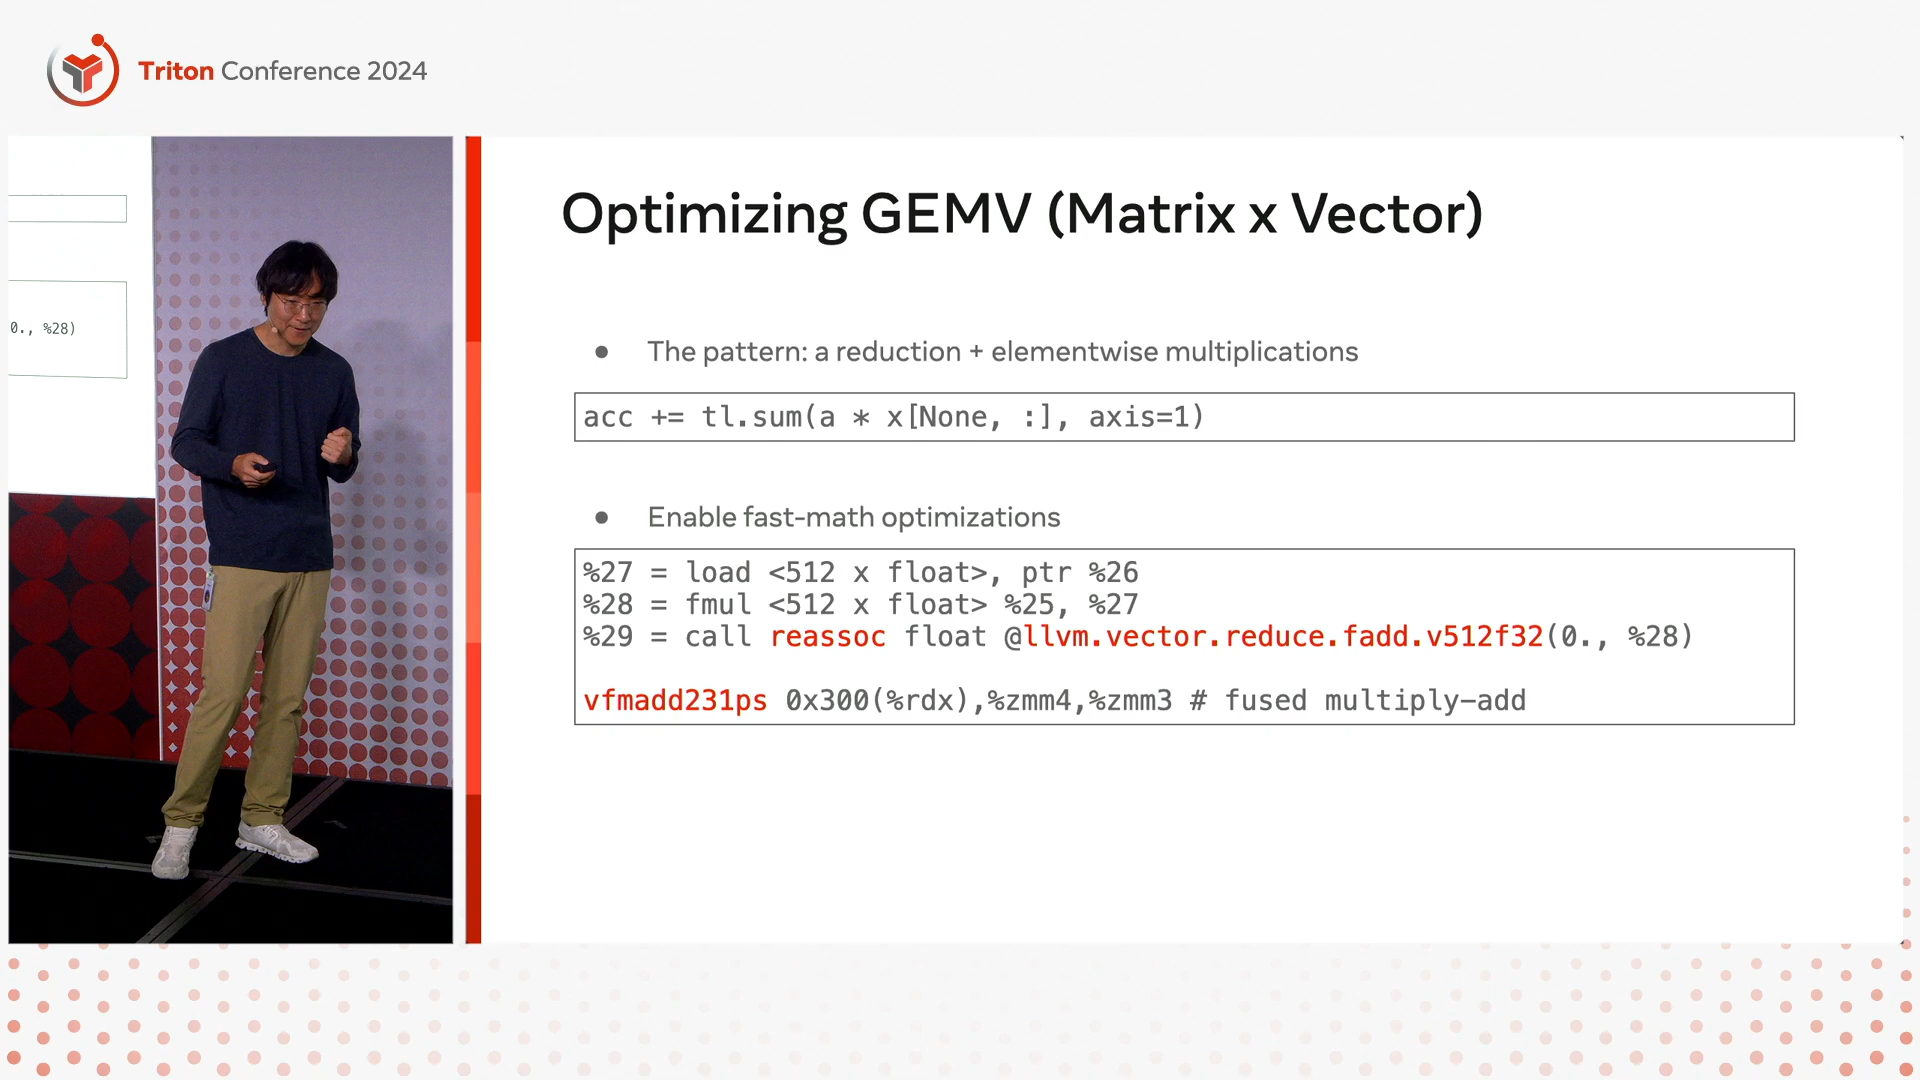 Triton Conference 2024
0., %28)
Optimizing GEMV (Matrix x Vector)
● The pattern: a reduction + elementwise multiplications
acc += tl.sum(a * x[None, :], axis=1)
● Enable fast-math optimizations
%27 = load <512 x float>, ptr %26
%28 = fmul <512 x float> %25, %27
%29 = call reassoc float @llvm.vector.reduce.fadd.v512f32(0., %28)
vfmadd231ps 0x300(%rdx),%zmm4,%zmm3 # fused multiply-add